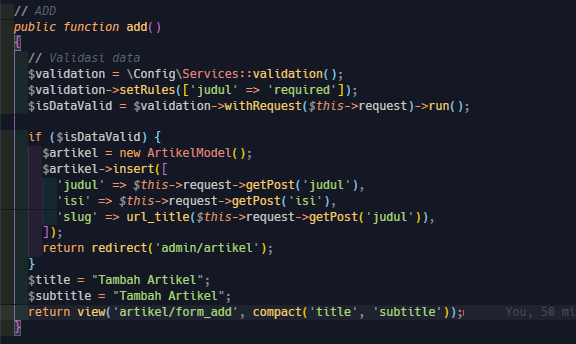 // ADD
public function add()
{
// Validasi data
$validation = \Config\Services::validation();
$validation->setRules(['judul' => 'required']);
$isDataValid = $validation->withRequest($this->request)->run();
if ($isDataValid) {
$artikel = new ArtikelModel();
$artikel->insert([
'judul' => $this->request->getPost('judul'),
'isi' => $this->request->getPost('isi'),
'slug' => url_title($this->request->getPost('judul')),
]);
return redirect('admin/artikel');
}
$title = "Tambah Artikel";
$subtitle = "Tambah Artikel";
return view('artikel/form_add', compact('title', 'subtitle')); You, 50 mi
}